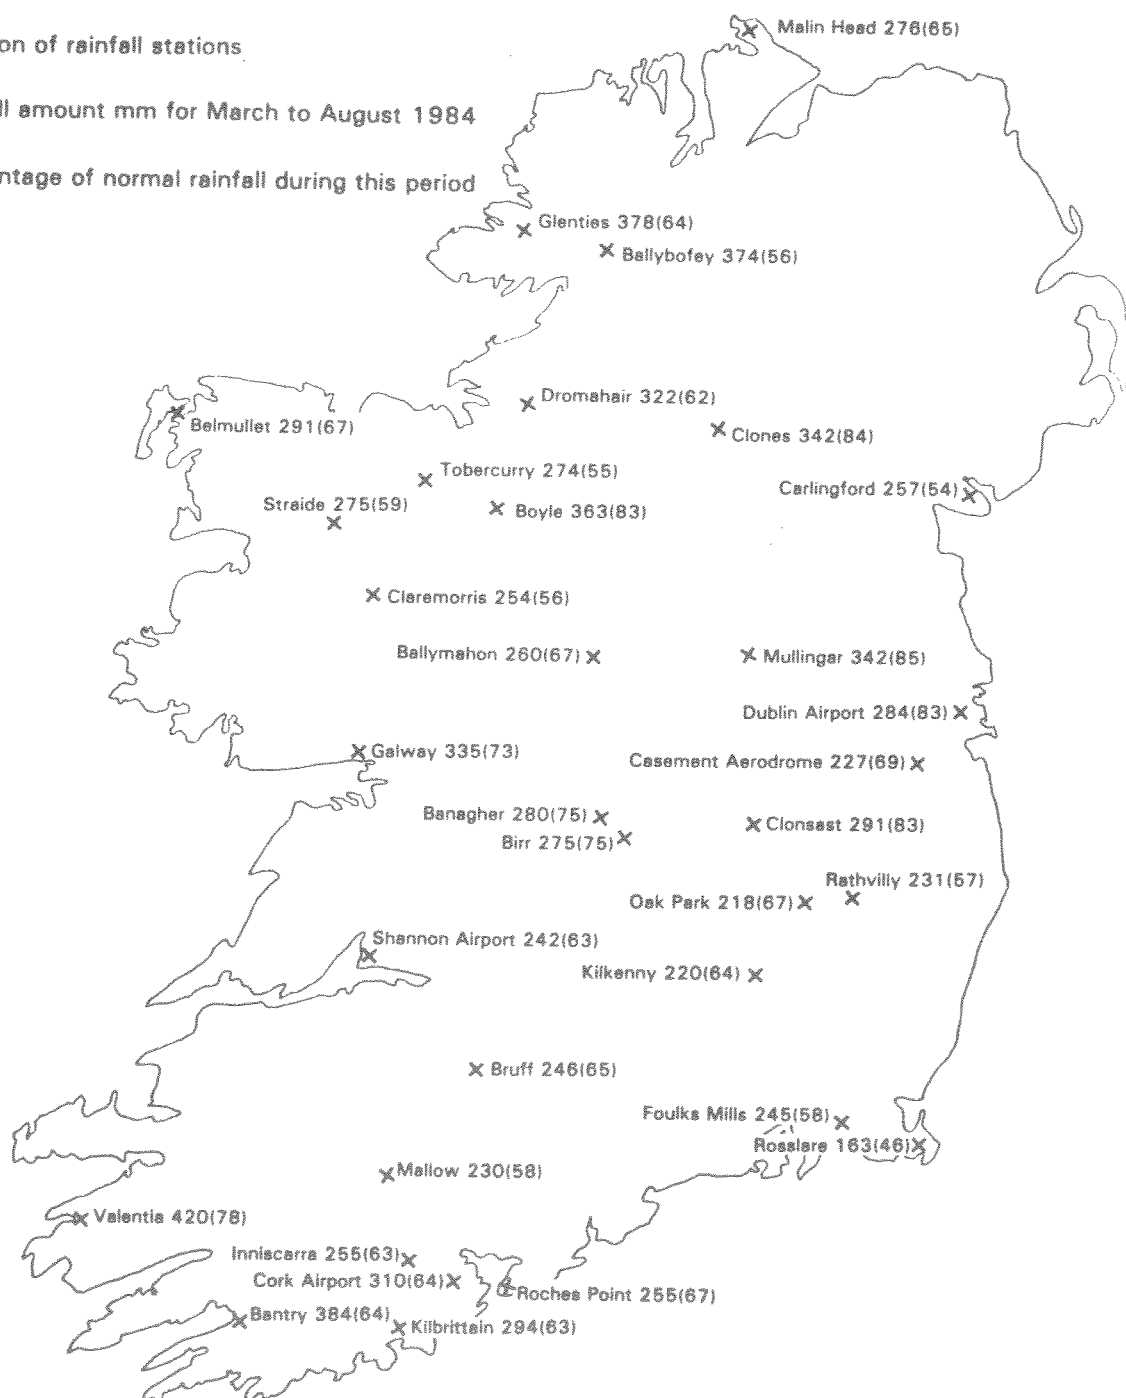 on of rainfall stations
ll amount mm for March to August 1984
ntage of normal rainfall during this period
Malin Head 276(65)
Glenties 378(64)
Ballybofey 374(56)
Dromahair 322(62)
Belmullet 291(67)
Clones 342(84)
Tobercurry 274(55)
Carlingford 257(54)
Straide 275(59)
Boyle 363(83)
Claremorris 254(56)
Ballymahon 260(67)
Mullingar 342(85)
Dublin Airport 284(83)
Galway 335(73)
Casement Aerodrome 227(69)
Banagher 280(75)
Clonsast 291(83)
Birr 275(75)
Rathvilly 231(57)
Oak Park 218(67)
Shannon Airport 242(63)
Kilkenny 220(64)
Bruff 246(65)
Foulks Mills 245(58)
Rosslare 163(46)
Mallow 230(58)
Valentia 420(78)
Inniscarra 255(63)
Cork Airport 310(64)
Roches Point 255(67)
Bantry 384(64)
Kilbrittain 294(63)